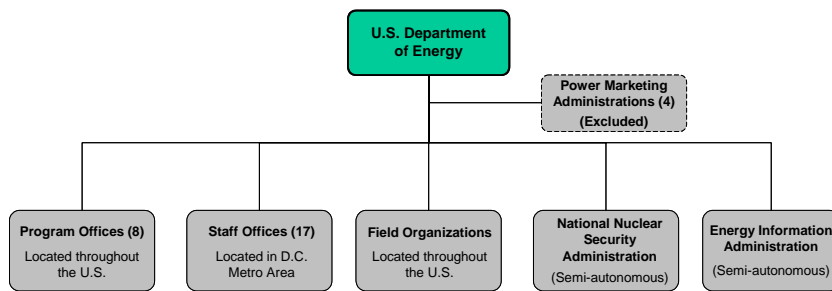 U.S. Department
of Energy
Power Marketing
Administrations (4)
(Excluded)
Program Offices (8)
Located throughout
the U.S.
Staff Offices (17)
Located in D.C.
Metro Area
Field Organizations
Located throughout
the U.S.
National Nuclear
Security
Administration
(Semi-autonomous)
Energy Information
Administration
(Semi-autonomous)